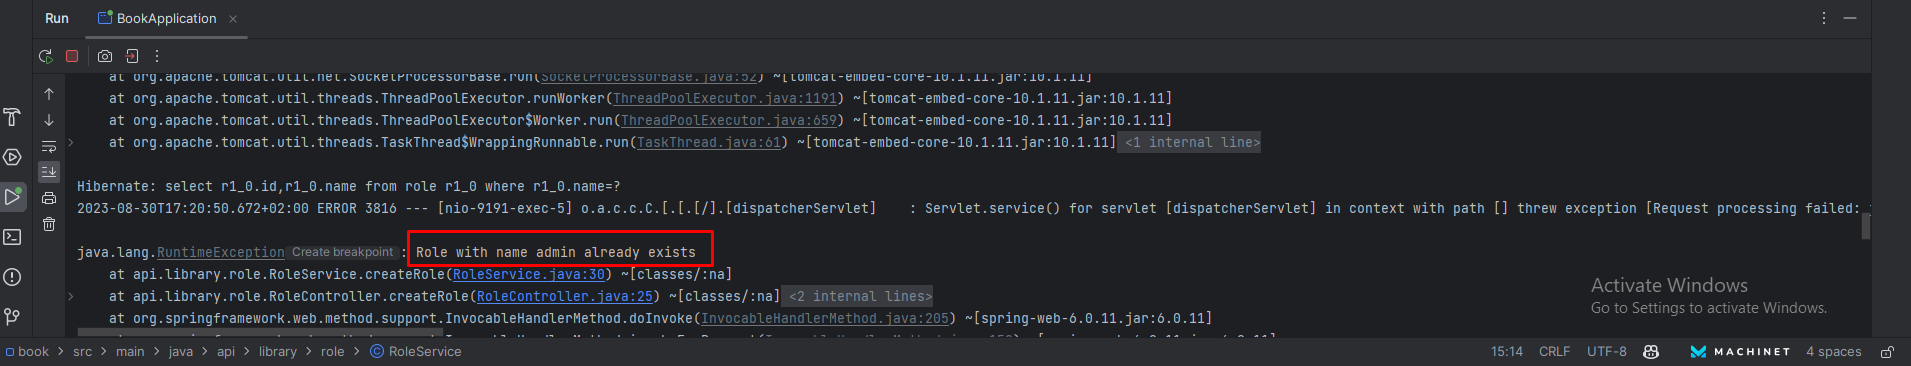 Run BookApplication
at org.apache.tomcat.util.net.SocketProcessorBase.run(SocketProcessorBase.java:52) ~[tomcat-embed-core-10.1.11.jar:10.1.11]
at org.apache.tomcat.util.threads.ThreadPoolExecutor.runWorker(ThreadPoolExecutor.java:1191) ~[tomcat-embed-core-10.1.11.jar:10.1.11]
at org.apache.tomcat.util.threads.ThreadPoolExecutor$Worker.run(ThreadPoolExecutor.java:659) ~[tomcat-embed-core-10.1.11.jar:10.1.11]
at org.apache.tomcat.util.threads.TaskThread$WrappingRunnable.run(TaskThread.java:61) ~[tomcat-embed-core-10.1.11.jar:10.1.11] <1 internal line>
Hibernate: select r1_0.id,r1_0.name from role r1_0 where r1_0.name=?
2023-08-30T17:20:50.672+02:00 ERROR 3816 --- [nio-9191-exec-5] o.a.c.c.C.[.[.[/].[dispatcherServlet] : Servlet.service() for servlet [dispatcherServlet] in context with path [] threw exception [Request processing failed:
java.lang.RuntimeException Create breakpoint : Role with name admin already exists
at api.library.role.RoleService.createRole(RoleService.java:30) ~[classes/:na]
at api.library.role.RoleController.createRole(RoleController.java:25) ~[classes/:na] <2 internal lines>
at org.springframework.web.method.support.InvocableHandlerMethod.doInvoke(InvocableHandlerMethod.java:205) ~[spring-web-6.0.11.jar:6.0.11]
Activate Windows
Go to Settings to activate Windows.
book > src > main > java > api > library > role > RoleService 15:14 CRLF UTF-8 MACHINET 4 spaces